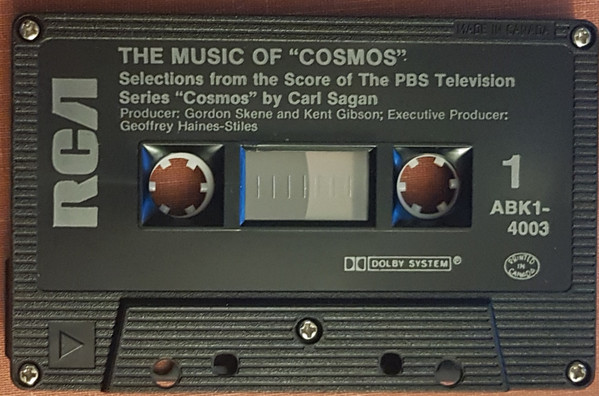 MADE IN CANADA
THE MUSIC OF "COSMOS".
Selections from the Score of The PBS Television
Series "Cosmos" by Carl Sagan
Producer: Gordon Skene and Kent Gibson; Executive Producer:
Geoffrey Haines-Stiles
RCA
1
ABK1-
4003
DOLBY SYSTEM ®
PRINTED
IN
CANADA